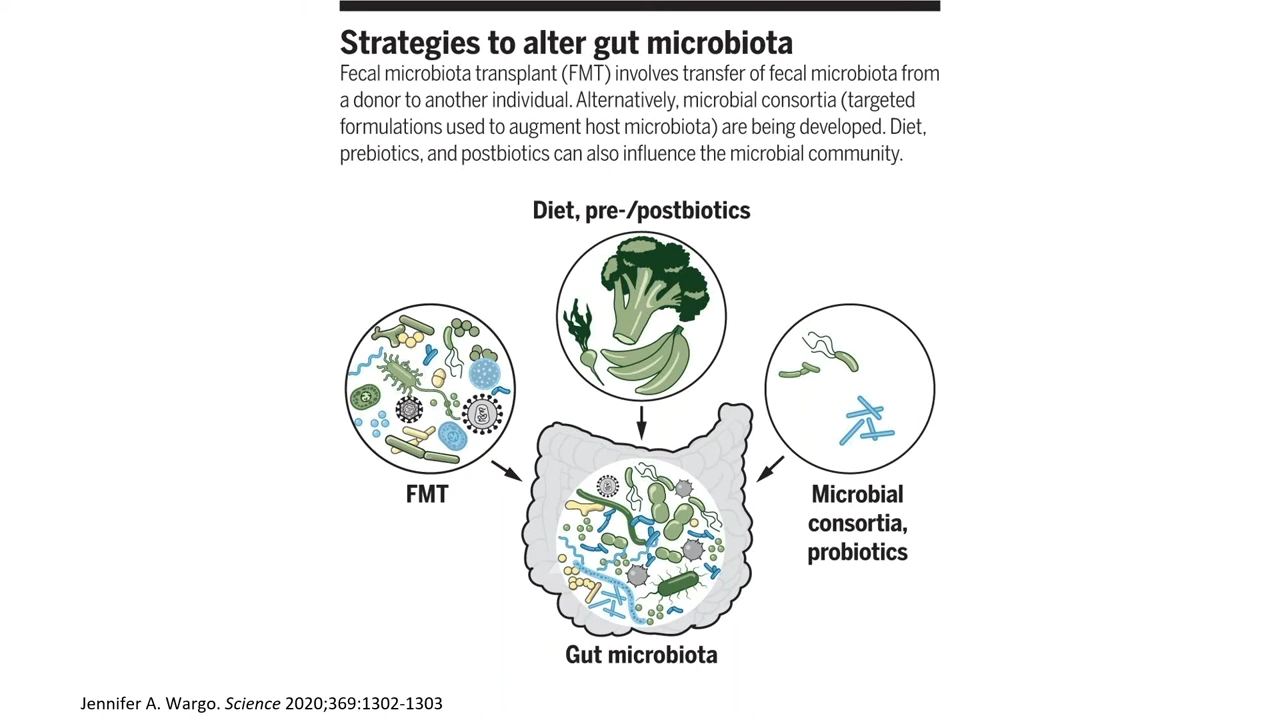 Strategies to alter gut microbiota
Fecal microbiota transplant (FMT) involves transfer of fecal microbiota from
a donor to another individual. Alternatively, microbial consortia (targeted
formulations used to augment host microbiota) are being developed. Diet,
prebiotics, and postbiotics can also influence the microbial community.
Diet, pre-/postbiotics
FMT
Microbial
consortia,
probiotics
Gut microbiota
Jennifer A. Wargo. Science 2020;369:1302-1303